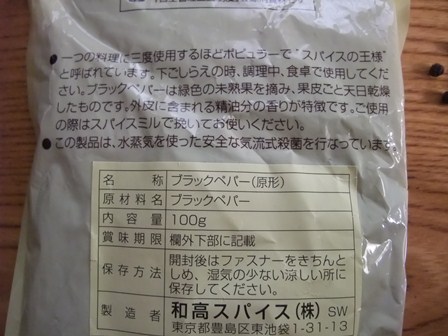 ●一つの料理に三度使用するほどポピュラーで"スパイスの王様"
と呼ばれています。下ごしらえの時、調理中、食卓で使用してくだ
さい。ブラックペパーは緑色の未熟果を摘み、果皮ごと天日乾燥
したものです。外皮に含まれる精油分の香りが特徴です。ご使用
の際はスパイスミルで挽いてお使いください。
●この製品は、水蒸気を使った安全な気流式殺菌を行なっています
名称 ブラックペパー(原形)
原材料名 ブラックペパー
内容量 100g
賞味期限 欄外下部に記載
保存方法 開封後はファスナーをきちんと
しめ、湿気の少ない涼しい所に
保存してください。
製造者 和高スパイス(株) SW
東京都豊島区東池袋1-31-13